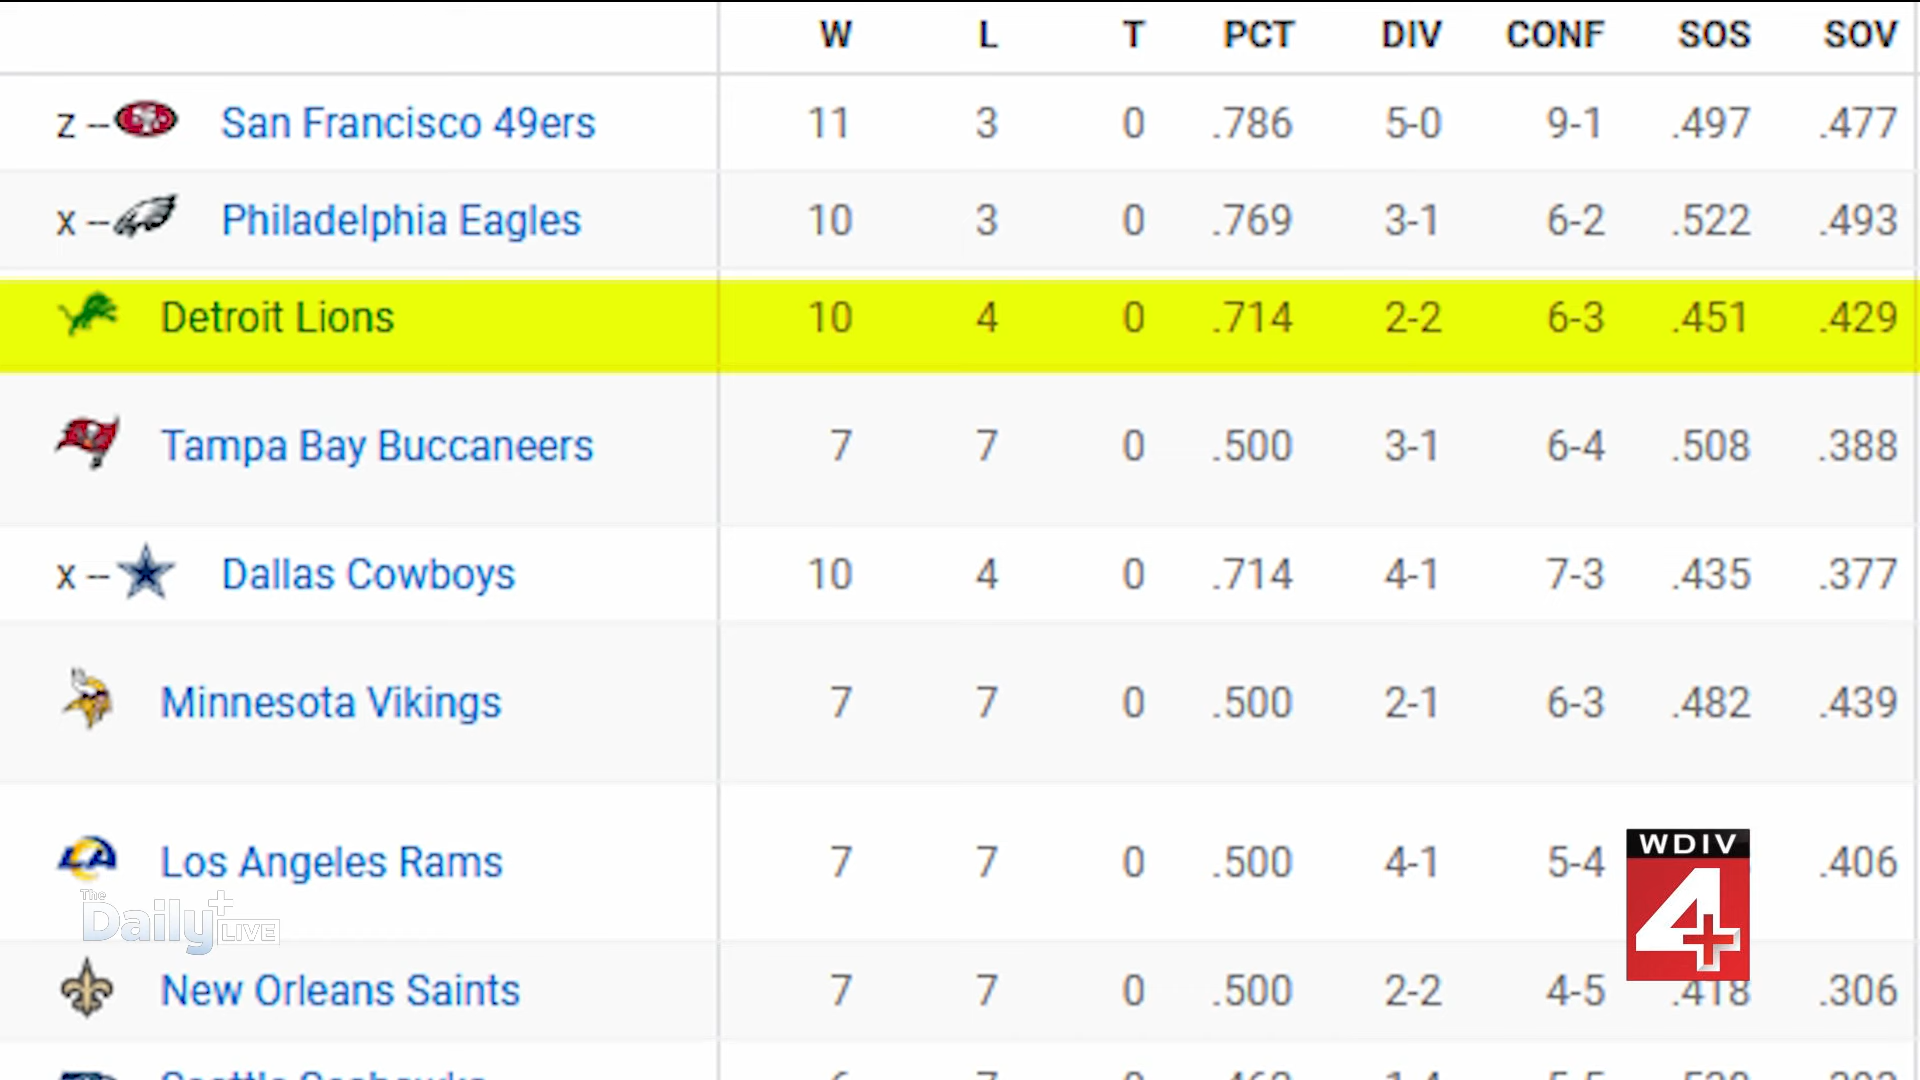 W L T PCT DIV CONF SOS SOV
z -- San Francisco 49ers 11 3 0 .786 5-0 9-1 .497 .477
x -- Philadelphia Eagles 10 3 0 .769 3-1 6-2 .522 .493
Detroit Lions 10 4 0 .714 2-2 6-3 .451 .429
Tampa Bay Buccaneers 7 7 0 .500 3-1 6-4 .508 .388
x -- Dallas Cowboys 10 4 0 .714 4-1 7-3 .435 .377
Minnesota Vikings 7 7 0 .500 2-1 6-3 .482 .439
Los Angeles Rams 7 7 0 .500 4-1 5-4 .406
WDIV
4+
The
Daily+
LIVE
New Orleans Saints 7 7 0 .500 2-2 4-5 .418 .306